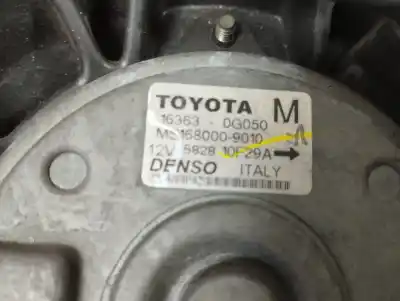 TOYOTA M
16363 - 0G050
MS168000-9010
12V 5828 10F29A →
DENSO ITALY